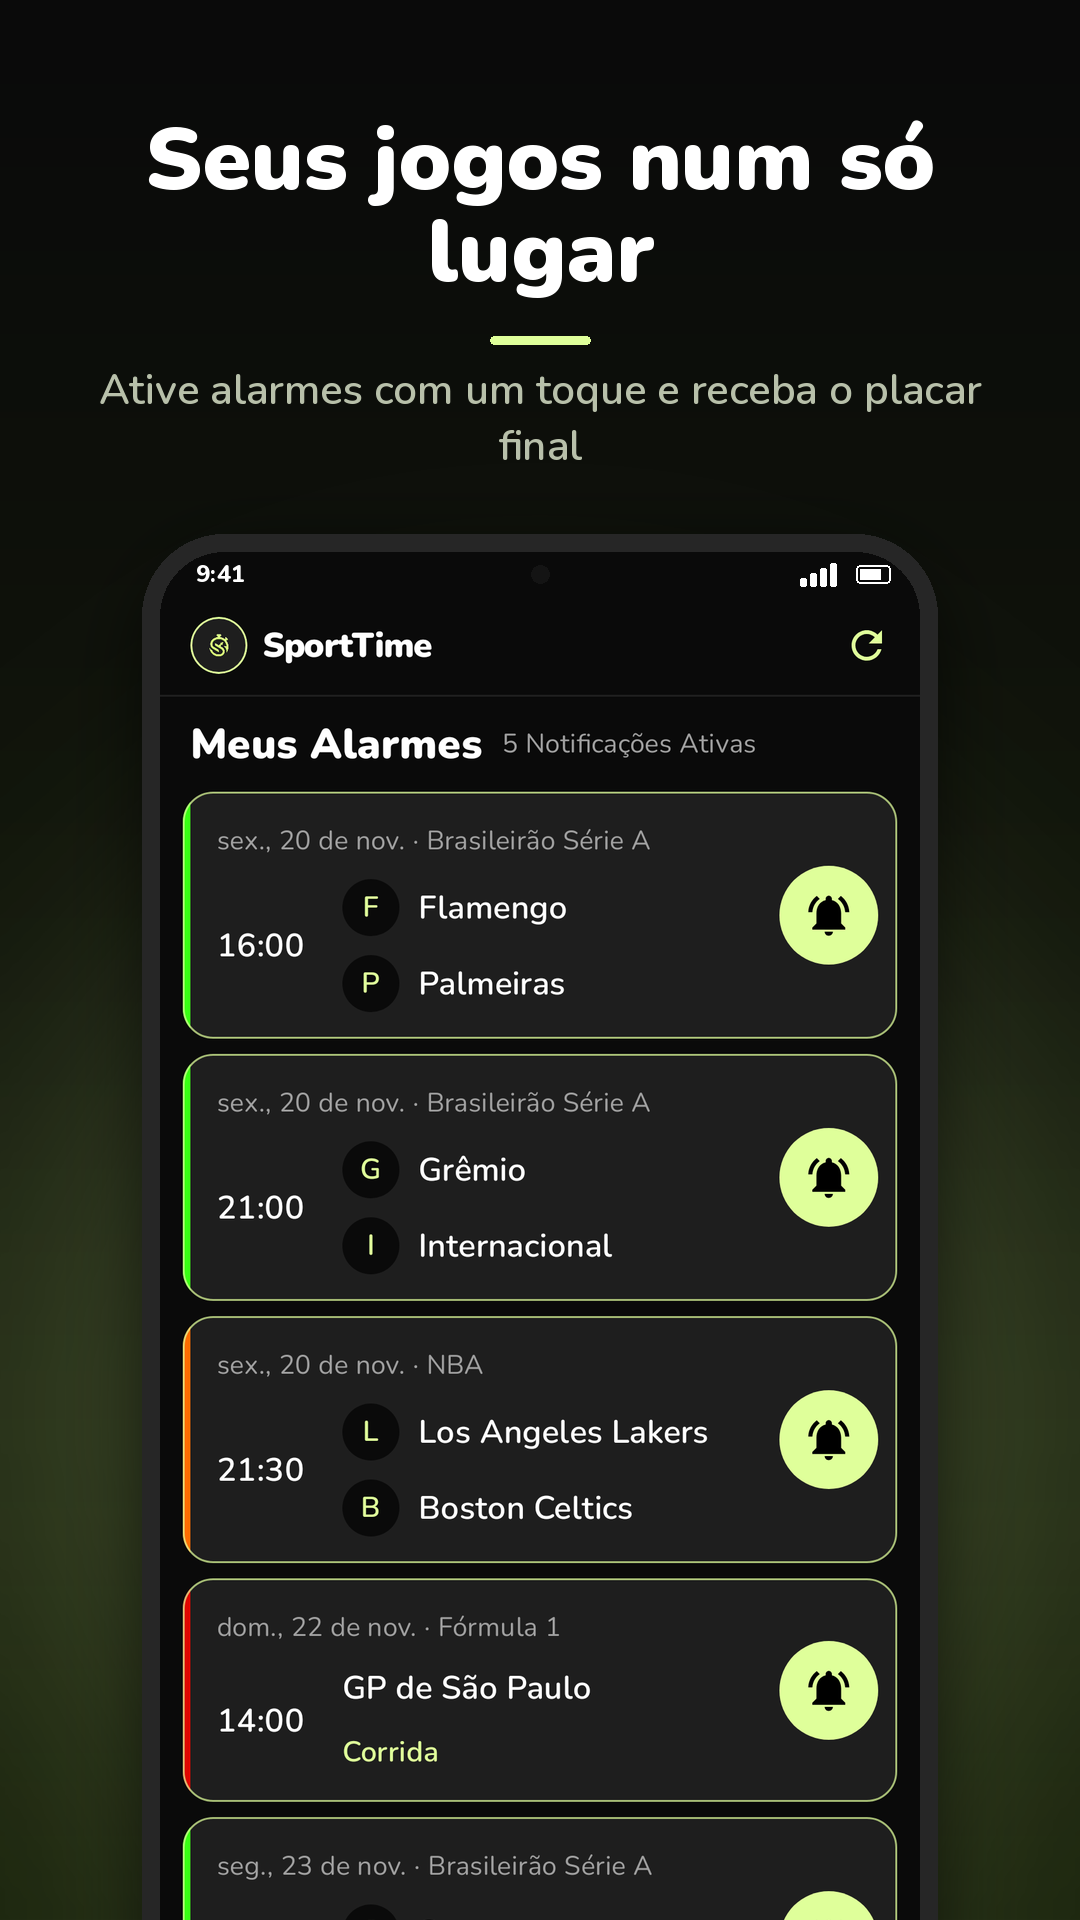 Seus jogos num só
lugar
Ative alarmes com um toque e receba o placar
final
9:41
SportTime
Meus Alarmes 5 Notificações Ativas
sex., 20 de nov. · Brasileirão Série A
16:00
F Flamengo
P Palmeiras
sex., 20 de nov. · Brasileirão Série A
21:00
G Grêmio
I Internacional
sex., 20 de nov. · NBA
21:30
L Los Angeles Lakers
B Boston Celtics
dom., 22 de nov. · Fórmula 1
14:00
GP de São Paulo
Corrida
seg., 23 de nov. · Brasileirão Série A